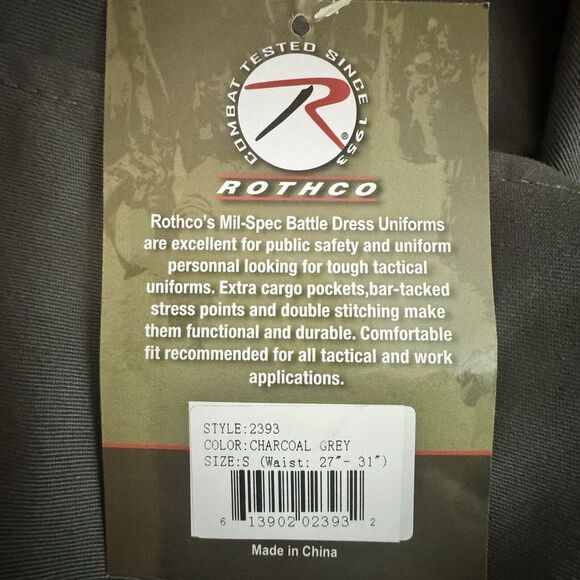 COMBAT TESTED SINCE 1953
R
®
ROTHCO
Rothco's Mil-Spec Battle Dress Uniforms
are excellent for public safety and uniform
personnal looking for tough tactical
uniforms. Extra cargo pockets,bar-tacked
stress points and double stitching make
them functional and durable. Comfortable
fit recommended for all tactical and work
applications.
STYLE:2393
COLOR:CHARCOAL GREY
SIZE:S (Waist: 27"- 31")
6 13902 02393 2
Made in China